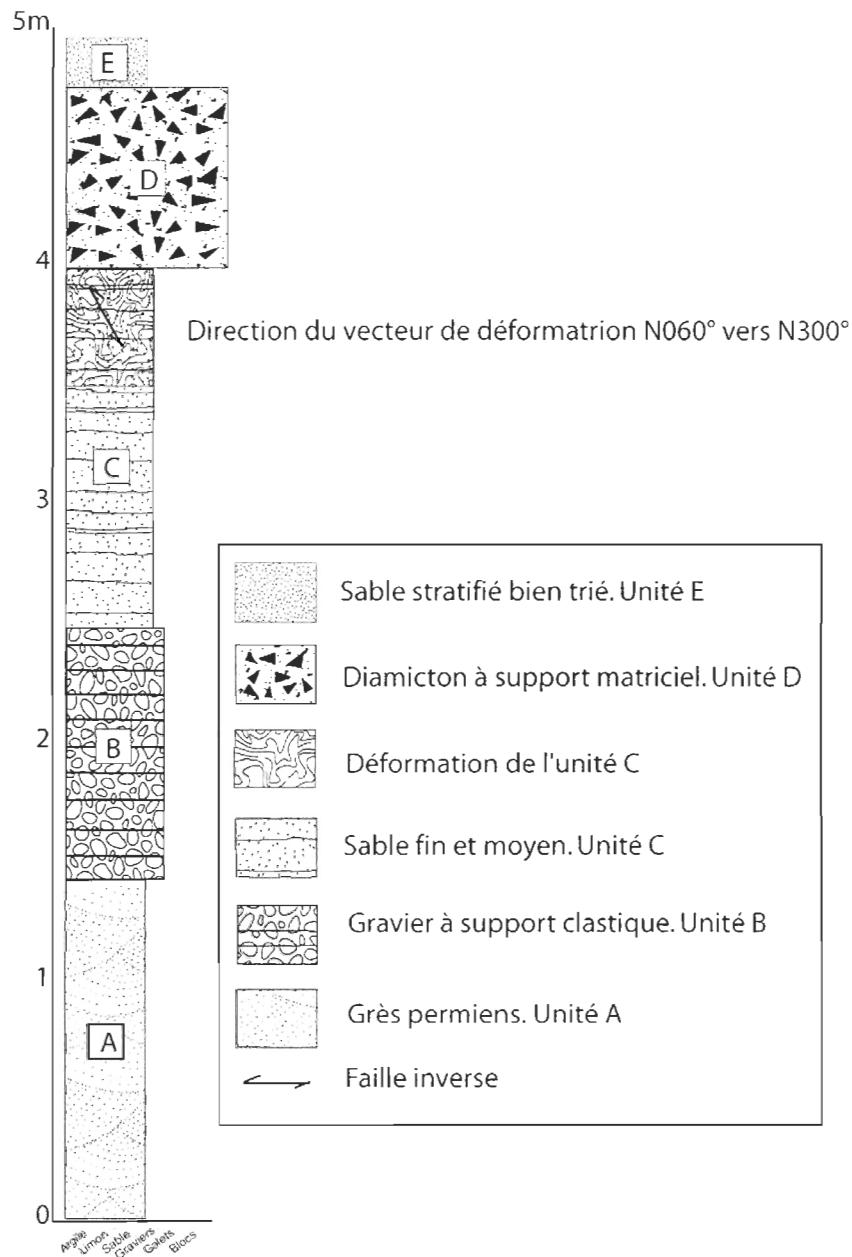 5m
E
D
4
Direction du vecteur de déformatrion N060° vers N300°
C
3
Sable stratifié bien trié. Unité E
Diamicton à support matriciel. Unité D
2
B
Déformation de l'unité C
Sable fin et moyen. Unité C
Gravier à support clastique. Unité B
1
A
Grès permiens. Unité A
Faille inverse
0
Argile
Limon
Sable
Graviers
Galets
Blocs